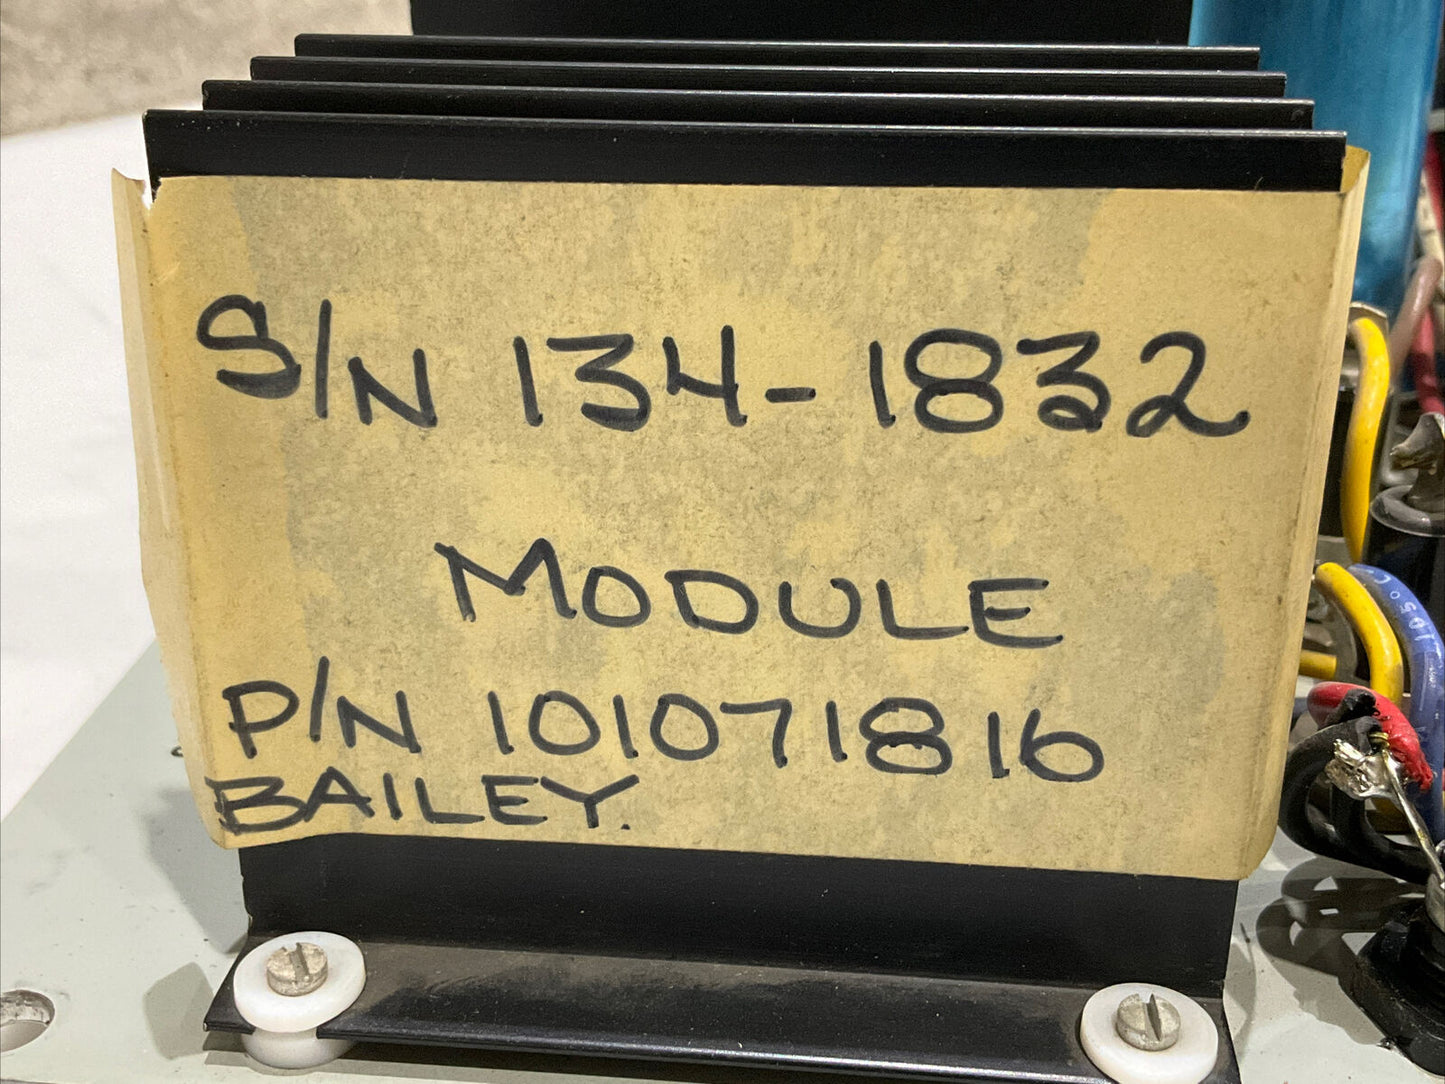 S/N 134-1832
MODULE
P/N 101071816
BAILEY.